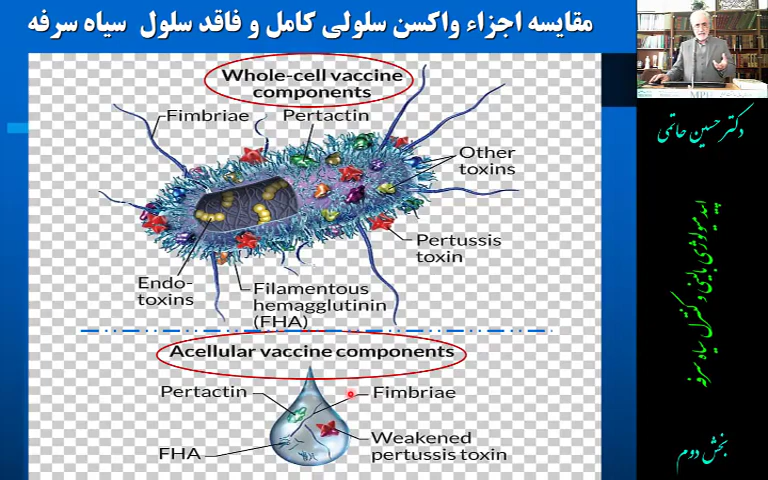 مقایسه اجزاء واکسن سلولی کامل و فاقد سلول سیاه سرفه
Whole-cell vaccine
components
Fimbriae
Pertactin
Other
toxins
Pertussis
toxin
Endo-
toxins
Filamentous
hemagglutinin
(FHA)
Acellular vaccine components
Pertactin
Fimbriae
FHA
Weakened
pertussis toxin
دکتر حسین حاتمی
اپیدمیولوژی بالینی و کنترل سیاه سرفه
بخش دوم